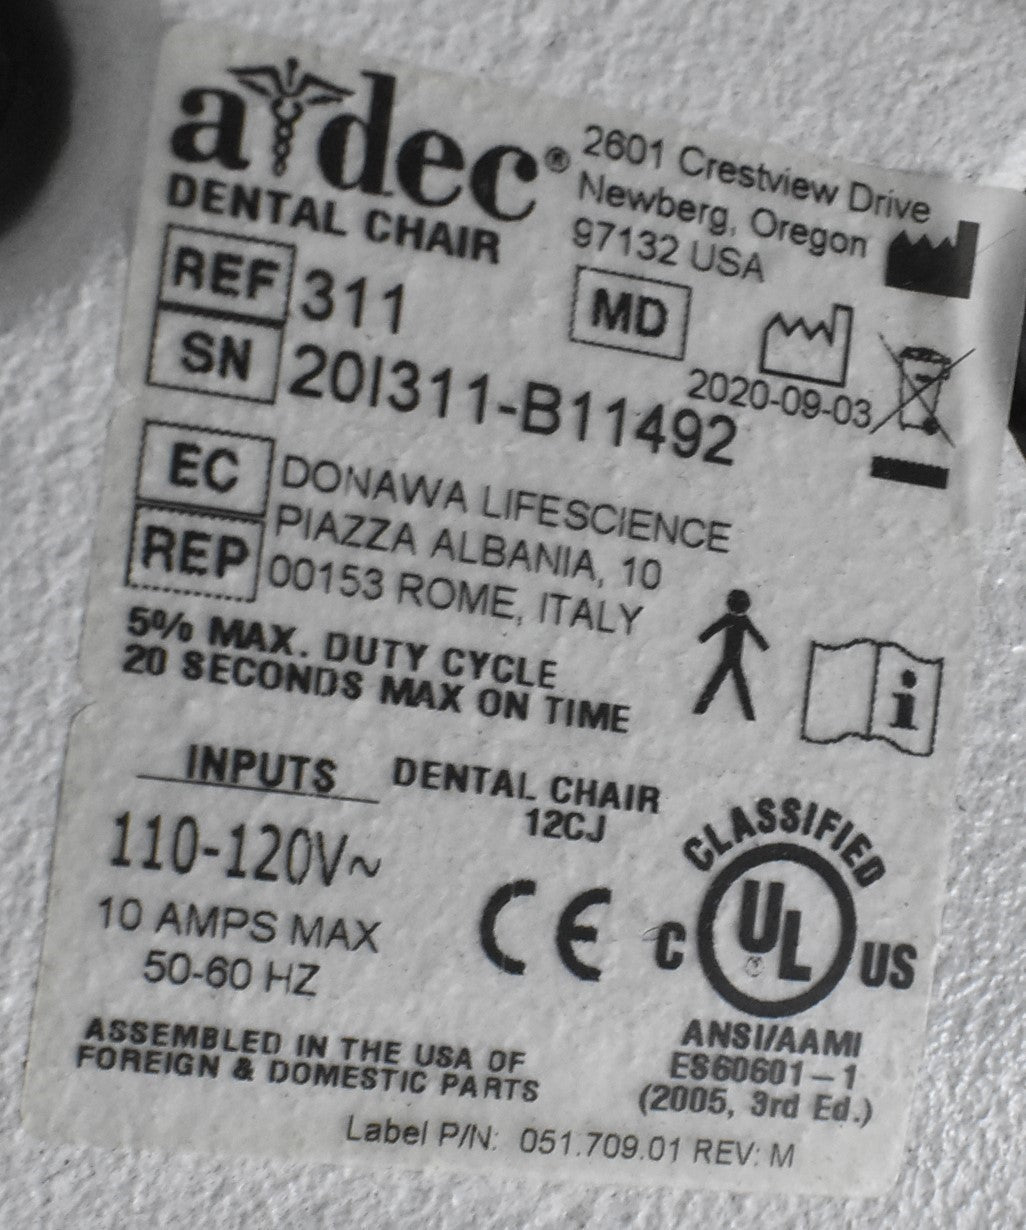 a dec®
DENTAL CHAIR
2601 Crestview Drive
Newberg, Oregon
97132 USA
REF 311
MD
SN 20I311-B11492
2020-09-03
EC REP
DONAWA LIFESCIENCE
PIAZZA ALBANIA, 10
00153 ROME, ITALY
5% MAX. DUTY CYCLE
20 SECONDS MAX ON TIME
i
INPUTS
110-120V~
10 AMPS MAX
50-60 HZ
DENTAL CHAIR
12CJ
CE
CLASSIFIED
C UL® US
ANSI/AAMI
ES60601-1
(2005, 3rd Ed.)
ASSEMBLED IN THE USA OF
FOREIGN & DOMESTIC PARTS
Label P/N: 051.709.01 REV: M